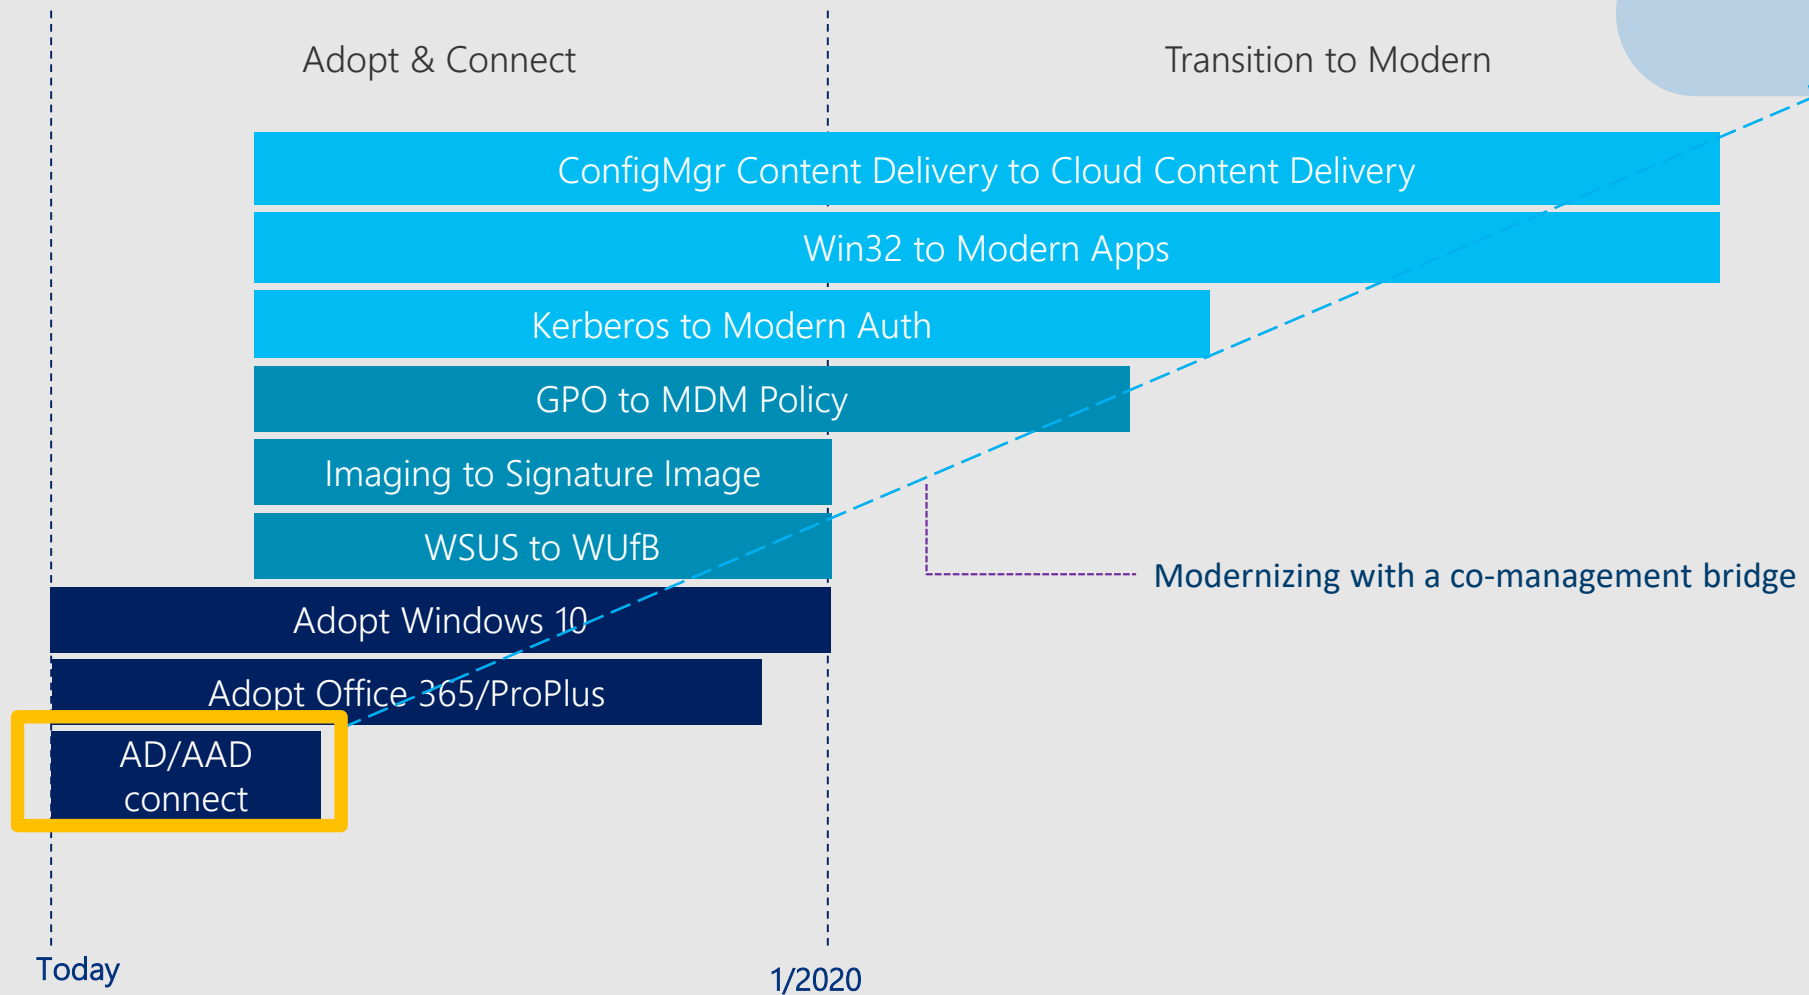 Adopt & Connect
Transition to Modern
ConfigMgr Content Delivery to Cloud Content Delivery
Win32 to Modern Apps
Kerberos to Modern Auth
GPO to MDM Policy
Imaging to Signature Image
WSUS to WUfB
Modernizing with a co-management bridge
Adopt Windows 10
Adopt Office 365/ProPlus
AD/AAD
connect
Today
1/2020